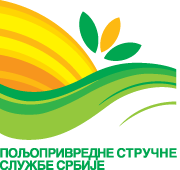 ПОЉОПРИВРЕДНЕ СТРУЧНЕ
СЛУЖБЕ СРБИЈЕ